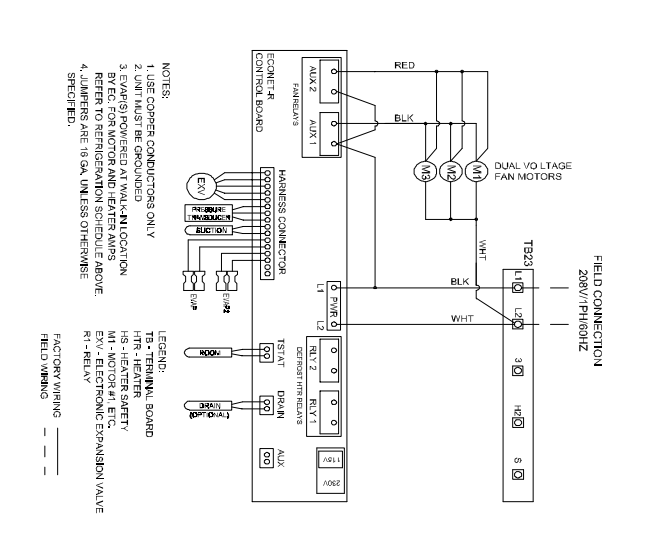 FIELD CONNECTION
208V/1PH/60HZ
TB23
L1
L2
3
H2
S
DUAL VOLTAGE
FAN MOTORS
M1
M2
M3
RED
BLK
WHT
BLK
WHT
ECONET-R
CONTROL BOARD
FAN RELAYS
AUX 2
AUX 1
HARNESS CONNECTOR
EXV
PRESSURE
TRANSDUCER
SUCTION
EVAP
EVAP2
L1
PWR
L2
TSTAT
ROOM
DEFROST HTR RELAYS
RLY 2
RLY 1
DRAIN
DRAIN
(OPTIONAL)
AUX
115V
230V
NOTES:
1. USE COPPER CONDUCTORS ONLY
2. UNIT MUST BE GROUNDED
3. EVAP(S) POWERED AT WALK-IN LOCATION
BY EC. FOR MOTOR AND HEATER AMPS
REFER TO REFRIGERATION SCHEDULE ABOVE.
4. JUMPERS ARE 16 GA, UNLESS OTHERWISE
SPECIFIED.
LEGEND:
TB - TERMINAL BOARD
HTR - HEATER
HS - HEATER SAFETY
M1 - MOTOR #1, ETC.
EXV - ELECTRONIC EXPANSION VALVE
R1 - RELAY
FACTORY WIRING
FIELD WIRING